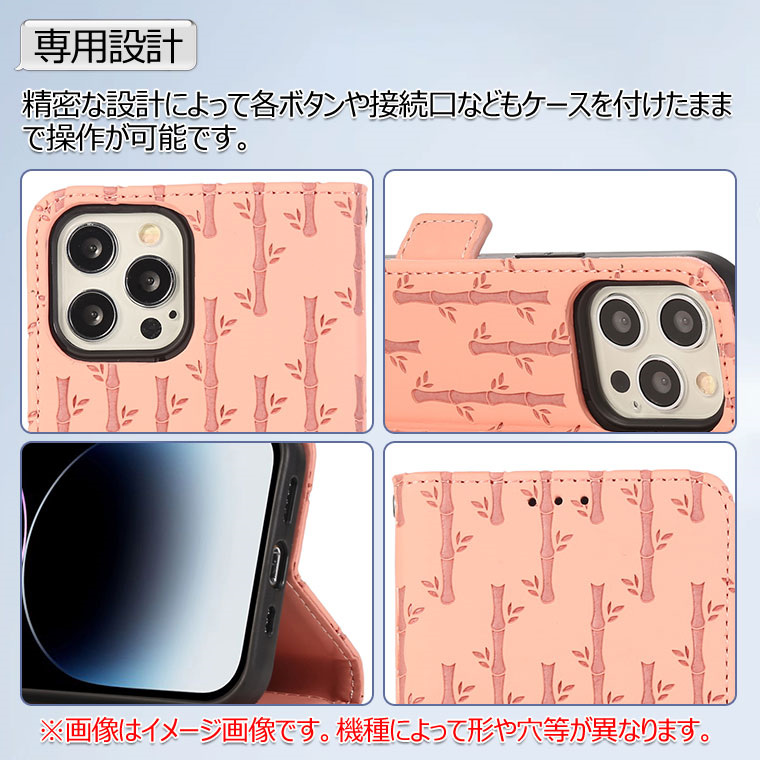 専用設計
精密な設計によって各ボタンや接続口などもケースを付けたまま
で操作が可能です。
※画像はイメージ画像です。機種によって形や穴等が異なります。